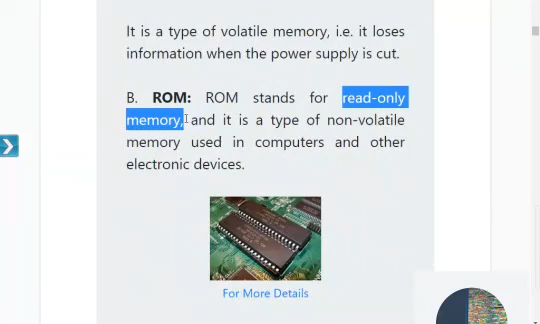 It is a type of volatile memory, i.e. it loses
information when the power supply is cut.
B. ROM: ROM stands for read-only
memory, and it is a type of non-volatile
memory used in computers and other
electronic devices.
For More Details